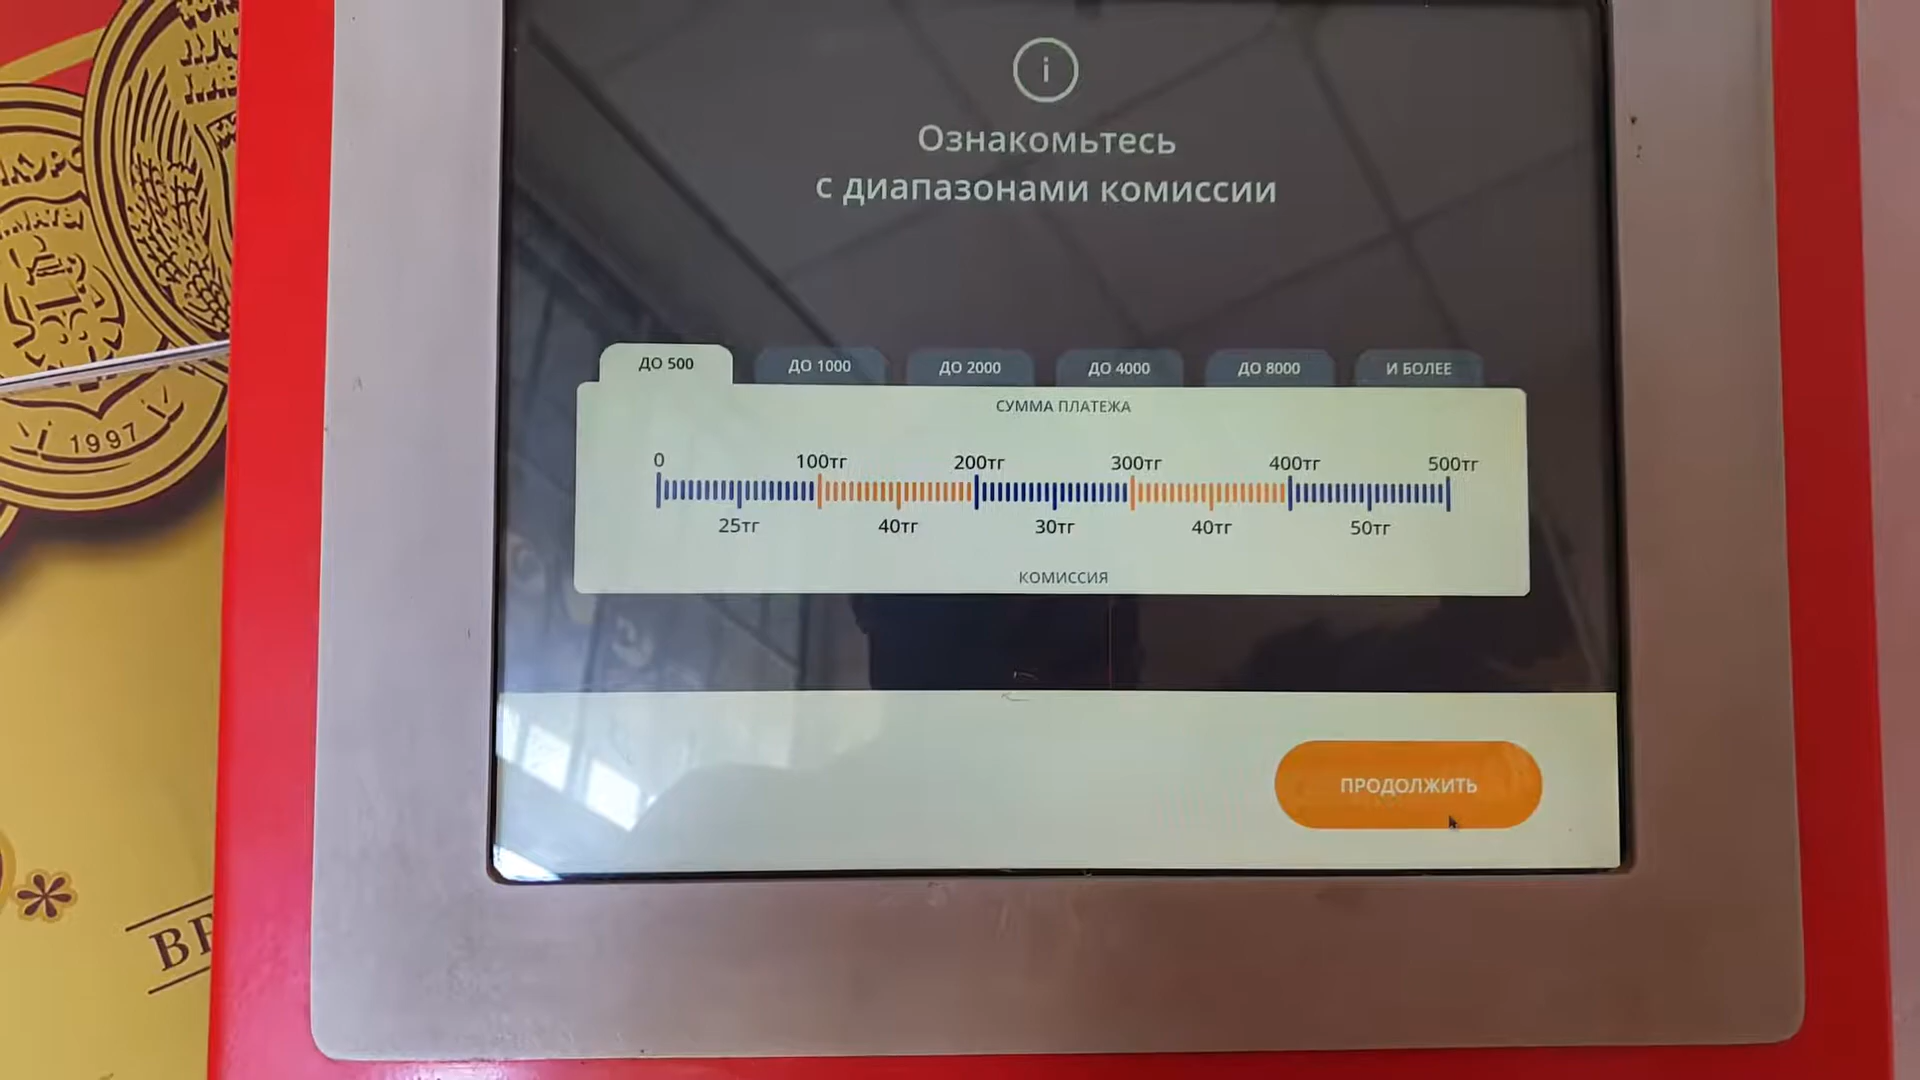 Ознакомьтесь
с диапазонами комиссии
ДО 500 ДО 1000 ДО 2000 ДО 4000 ДО 8000 И БОЛЕЕ
СУММА ПЛАТЕЖА
0 100тг 200тг 300тг 400тг 500тг
25тг 40тг 30тг 40тг 50тг
КОМИССИЯ
ПРОДОЛЖИТЬ
1997